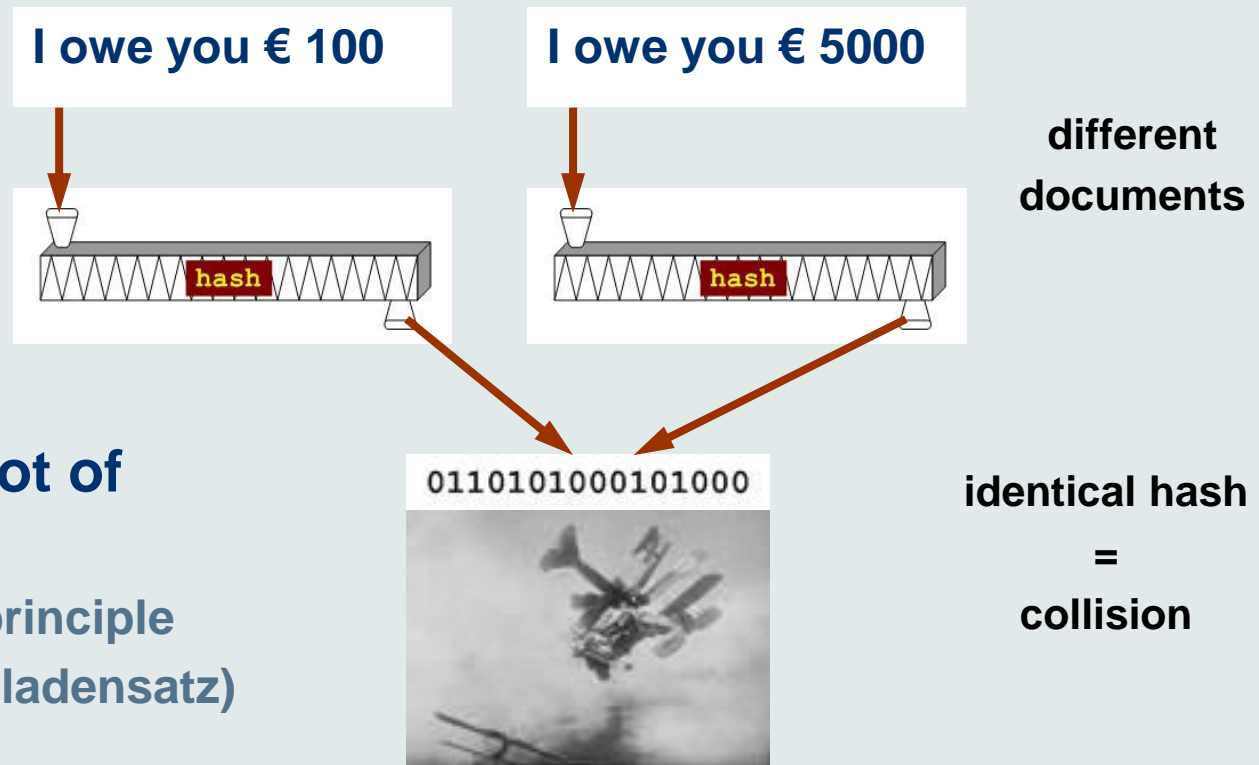 I owe you € 100
I owe you € 5000
different
documents
hash
hash
ot of
0110101000101000
identical hash
=
collision
principle
ladensatz)